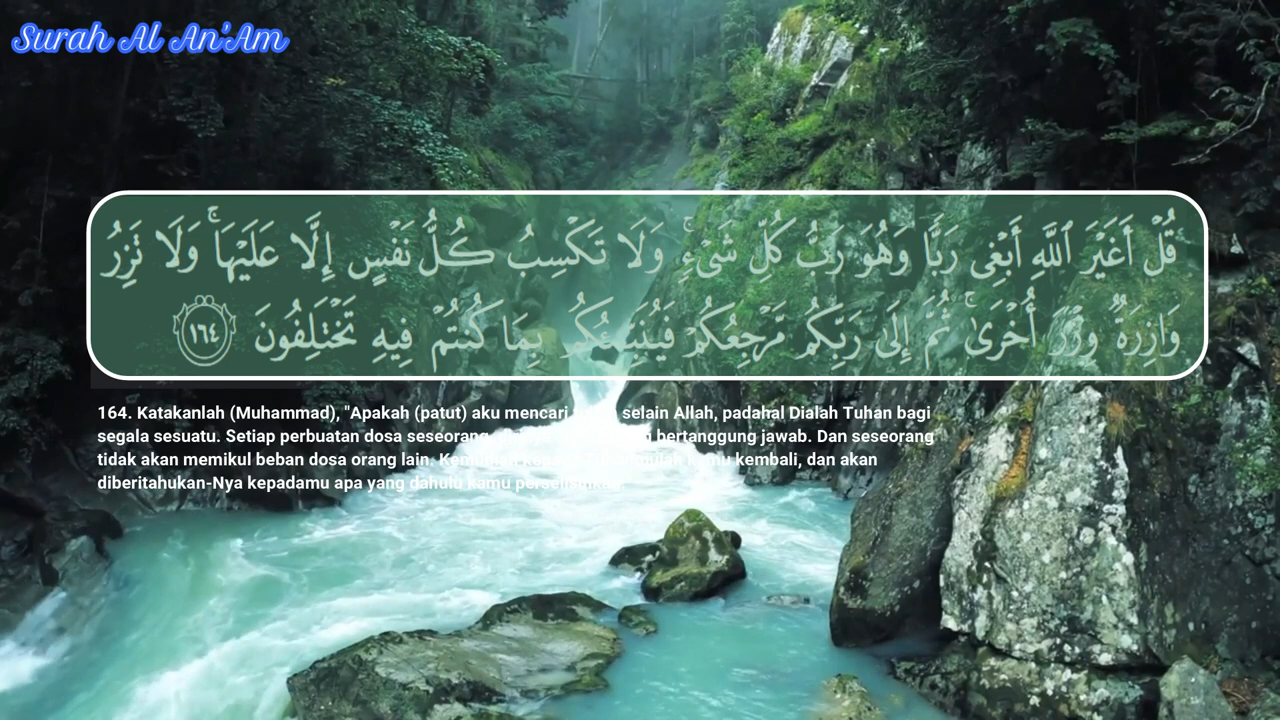 Surah Al An'Am
قُلْ أَغَيْرَ ٱللَّهِ أَبْغِى رَبًّا وَهُوَ رَبُّ كُلِّ شَىْءٍ ۚ وَلَا تَكْسِبُ كُلُّ نَفْسٍ إِلَّا عَلَيْهَا ۚ وَلَا تَزِرُ
وَازِرَةٌ وِزْرَ أُخْرَىٰ ۚ ثُمَّ إِلَىٰ رَبِّكُم مَّرْجِعُكُمْ فَيُنَبِّئُكُم بِمَا كُنتُمْ فِيهِ تَخْتَلِفُونَ ١٦٤
164. Katakanlah (Muhammad), "Apakah (patut) aku mencari selain Allah, padahal Dialah Tuhan bagi
segala sesuatu. Setiap perbuatan dosa seseorang, bertanggung jawab. Dan seseorang
tidak akan memikul beban dosa orang lain. kamu kembali, dan akan
diberitahukan-Nya kepadamu apa yang dahulu kamu perselisihkan.